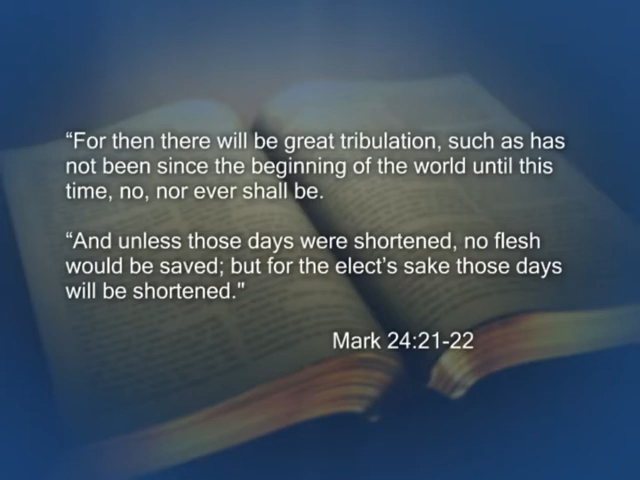 “For then there will be great tribulation, such as has
not been since the beginning of the world until this
time, no, nor ever shall be.
“And unless those days were shortened, no flesh
would be saved; but for the elect’s sake those days
will be shortened."
Mark 24:21-22